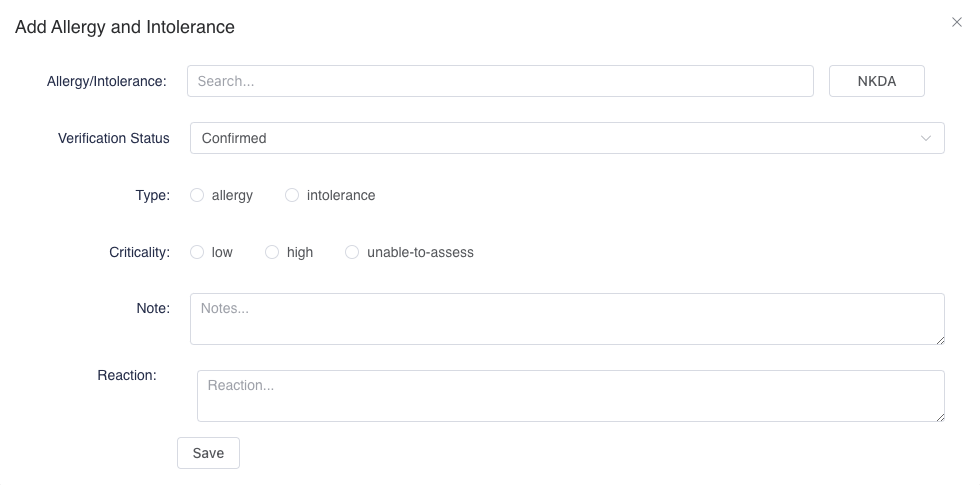 Add Allergy and Intolerance
Allergy/Intolerance: Search... NKDA
Verification Status Confirmed
Type: allergy intolerance
Criticality: low high unable-to-assess
Note: Notes...
Reaction: Reaction...
Save